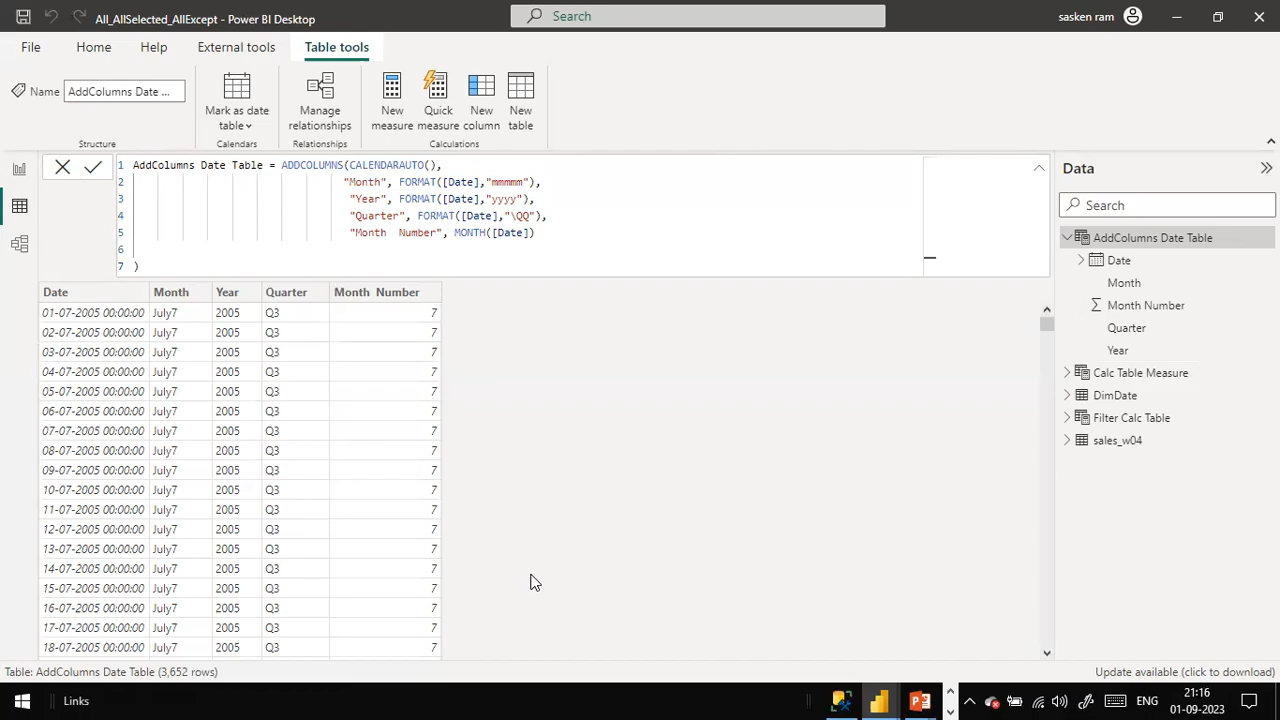 All_AllSelected_AllExcept - Power BI Desktop
Search
sasken ram
File
Home
Help
External tools
Table tools
Name
AddColumns Date ...
Mark as date
table
Manage
relationships
New
measure
Quick
measure
New
column
New
table
Structure
Calendars
Relationships
Calculations
1 AddColumns Date Table = ADDCOLUMNS(CALENDARAUTO(),
2 "Month", FORMAT([Date],"mmmmm"),
3 "Year", FORMAT([Date],"yyyy"),
4 "Quarter", FORMAT([Date],"\QQ"),
5 "Month Number", MONTH([Date])
6
7 )
Date Month Year Quarter Month Number
01-07-2005 00:00:00 July7 2005 Q3 7
02-07-2005 00:00:00 July7 2005 Q3 7
03-07-2005 00:00:00 July7 2005 Q3 7
04-07-2005 00:00:00 July7 2005 Q3 7
05-07-2005 00:00:00 July7 2005 Q3 7
06-07-2005 00:00:00 July7 2005 Q3 7
07-07-2005 00:00:00 July7 2005 Q3 7
08-07-2005 00:00:00 July7 2005 Q3 7
09-07-2005 00:00:00 July7 2005 Q3 7
10-07-2005 00:00:00 July7 2005 Q3 7
11-07-2005 00:00:00 July7 2005 Q3 7
12-07-2005 00:00:00 July7 2005 Q3 7
13-07-2005 00:00:00 July7 2005 Q3 7
14-07-2005 00:00:00 July7 2005 Q3 7
15-07-2005 00:00:00 July7 2005 Q3 7
16-07-2005 00:00:00 July7 2005 Q3 7
17-07-2005 00:00:00 July7 2005 Q3 7
18-07-2005 00:00:00 July7 2005 Q3 7
Data
Search
AddColumns Date Table
Date
Month
Month Number
Quarter
Year
Calc Table Measure
DimDate
Filter Calc Table
sales_w04
Table: AddColumns Date Table (3,652 rows)
Update available (click to download)
Links
ENG
21:16
01-09-2023